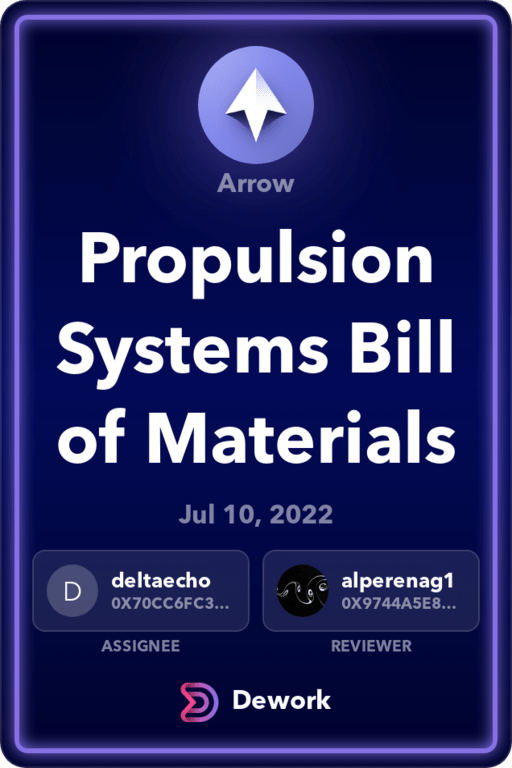 Arrow
Propulsion
Systems Bill
of Materials
Jul 10, 2022
D
deltaecho
0X70CC6FC3...
ASSIGNEE
alperenag1
0X9744A5E8...
REVIEWER
Dework